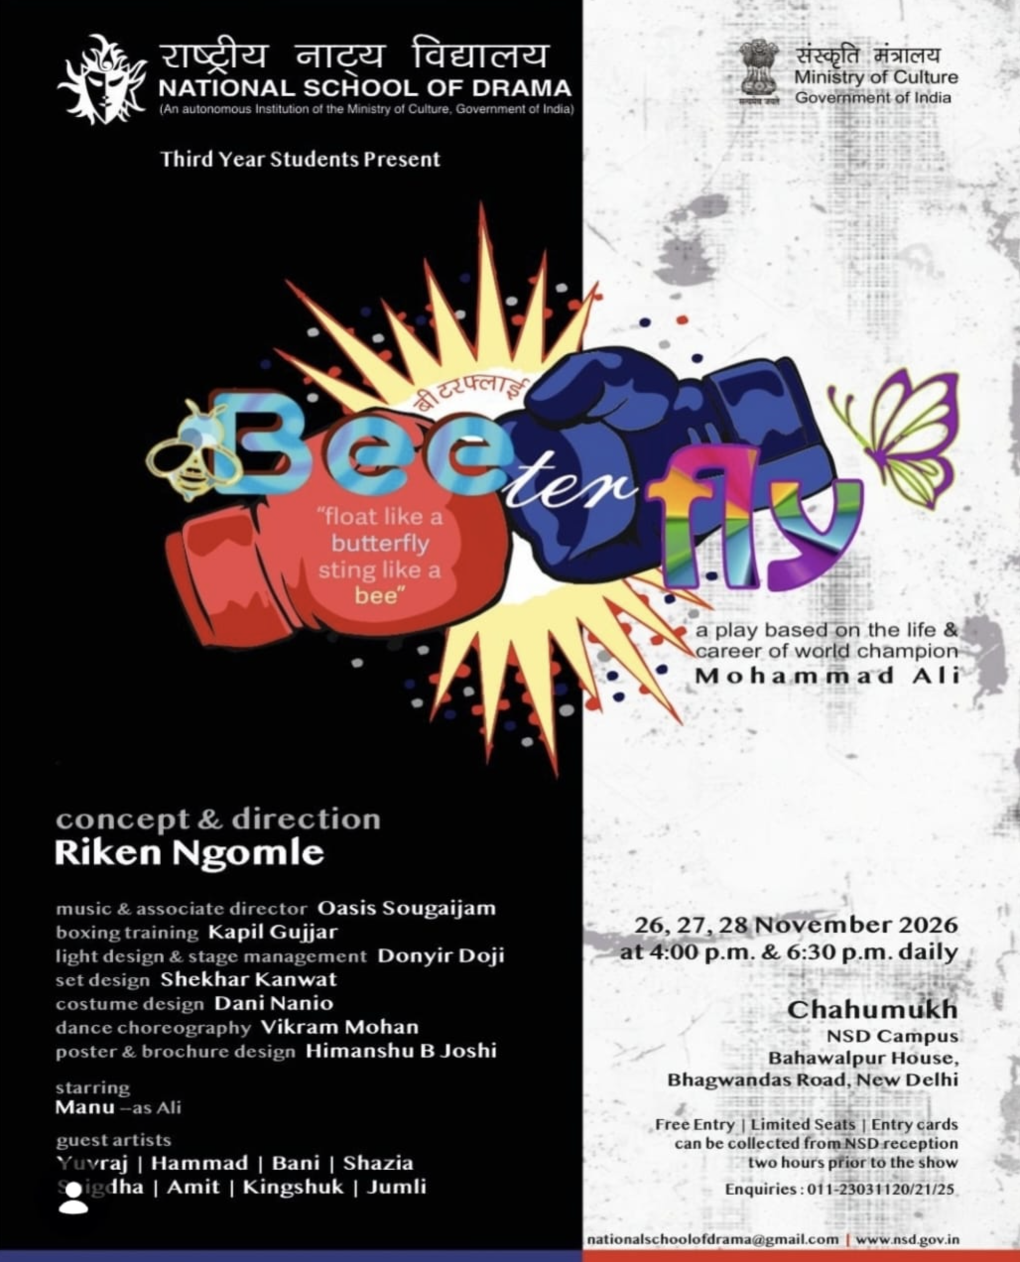 राष्ट्रीय नाट्य विद्यालय
NATIONAL SCHOOL OF DRAMA
(An autonomous Institution of the Ministry of Culture, Government of India)
संस्कृति मंत्रालय
Ministry of Culture
Government of India
Third Year Students Present
बीटरफ्लाई
Beeterfly
"float like a
butterfly
sting like a
bee"
a play based on the life &
career of world champion
Mohammad Ali
concept & direction
Riken Ngomle
music & associate director Oasis Sougaijam
boxing training Kapil Gujjar
light design & stage management Donyir Doji
set design Shekhar Kanwat
costume design Dani Nanio
dance choreography Vikram Mohan
poster & brochure design Himanshu B Joshi
starring
Manu –as Ali
guest artists
Yuvraj | Hammad | Bani | Shazia
| Amit | Kingshuk | Jumli
26, 27, 28 November 2026
at 4:00 p.m. & 6:30 p.m. daily
Chahumukh
NSD Campus
Bahawalpur House,
Bhagwandas Road, New Delhi
Free Entry | Limited Seats | Entry cards
can be collected from NSD reception
two hours prior to the show
Enquiries : 011-23031120/21/25
nationalschoolofdrama@gmail.com | www.nsd.gov.in